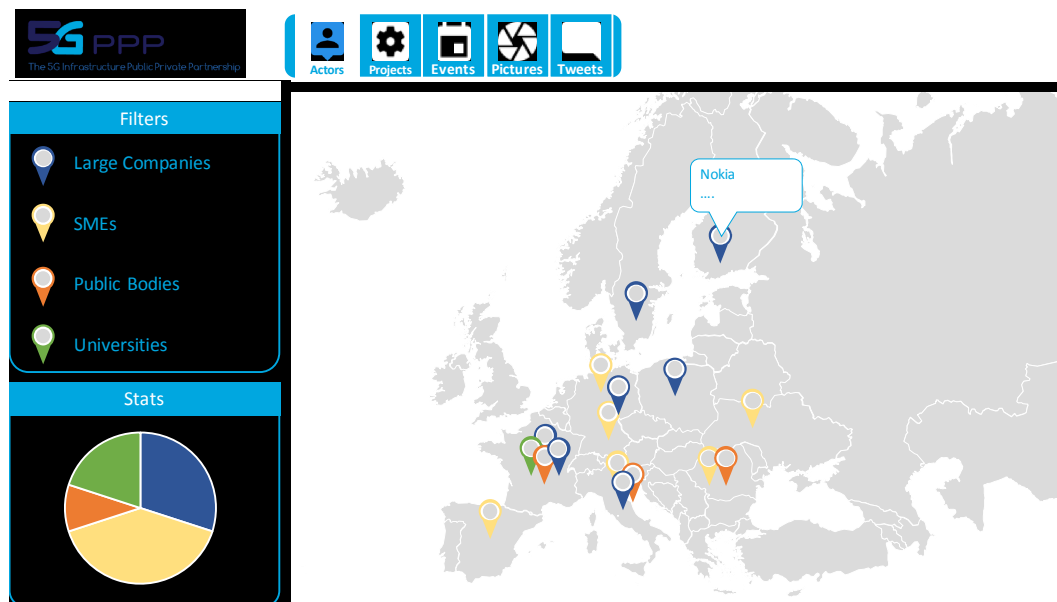 5G PPP
The 5G Infrastructure Public Private Partnership
Actors
Projects
Events
Pictures
Tweets
Filters
Large Companies
SMEs
Public Bodies
Universities
Stats
Nokia
....